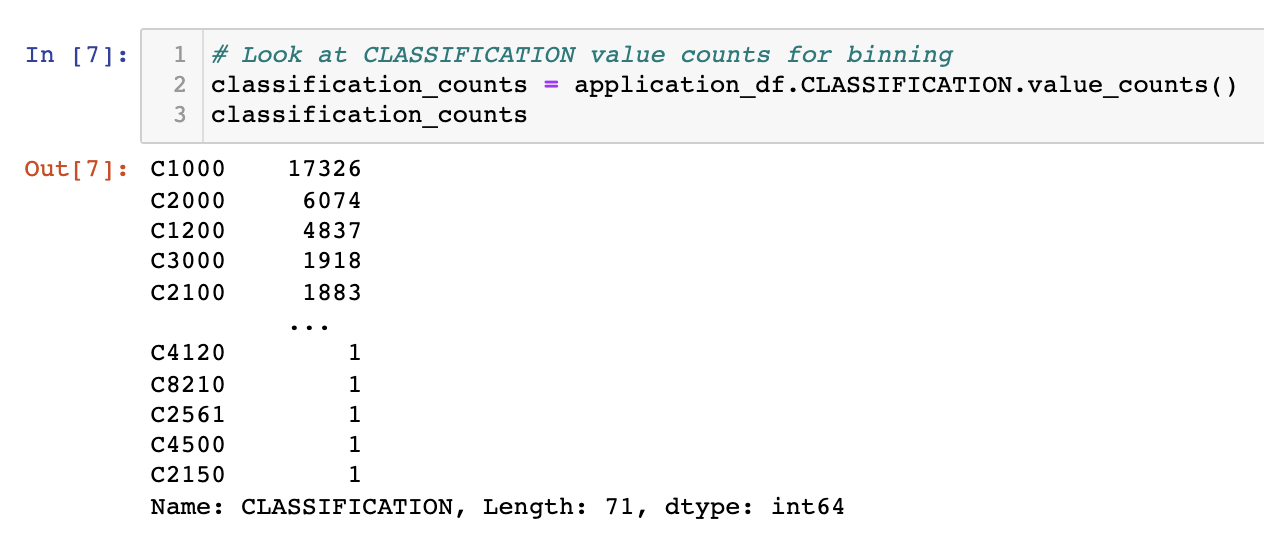 In [7]:
1 # Look at CLASSIFICATION value counts for binning
2 classification_counts = application_df.CLASSIFICATION.value_counts()
3 classification_counts
Out[7]: C1000 17326
C2000 6074
C1200 4837
C3000 1918
C2100 1883
...
C4120 1
C8210 1
C2561 1
C4500 1
C2150 1
Name: CLASSIFICATION, Length: 71, dtype: int64